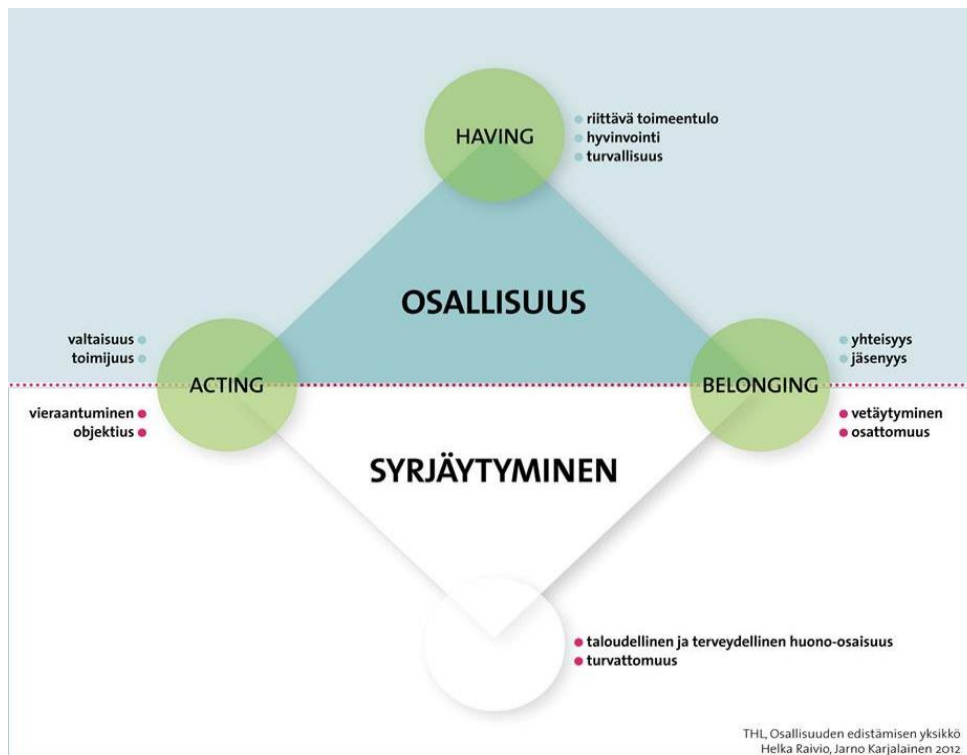 HAVING
riittävä toimeentulo
hyvinvointi
turvallisuus
OSALLISUUS
valtaisuus
toimijuus
ACTING
vieraantuminen
objektius
yhteisyys
jäsenyys
BELONGING
vetäytyminen
osattomuus
SYRJÄYTYMINEN
taloudellinen ja terveydellinen huono-osaisuus
turvattomuus
THL, Osallisuuden edistämisen yksikkö
Helka Raivio, Jarno Karjalainen 2012